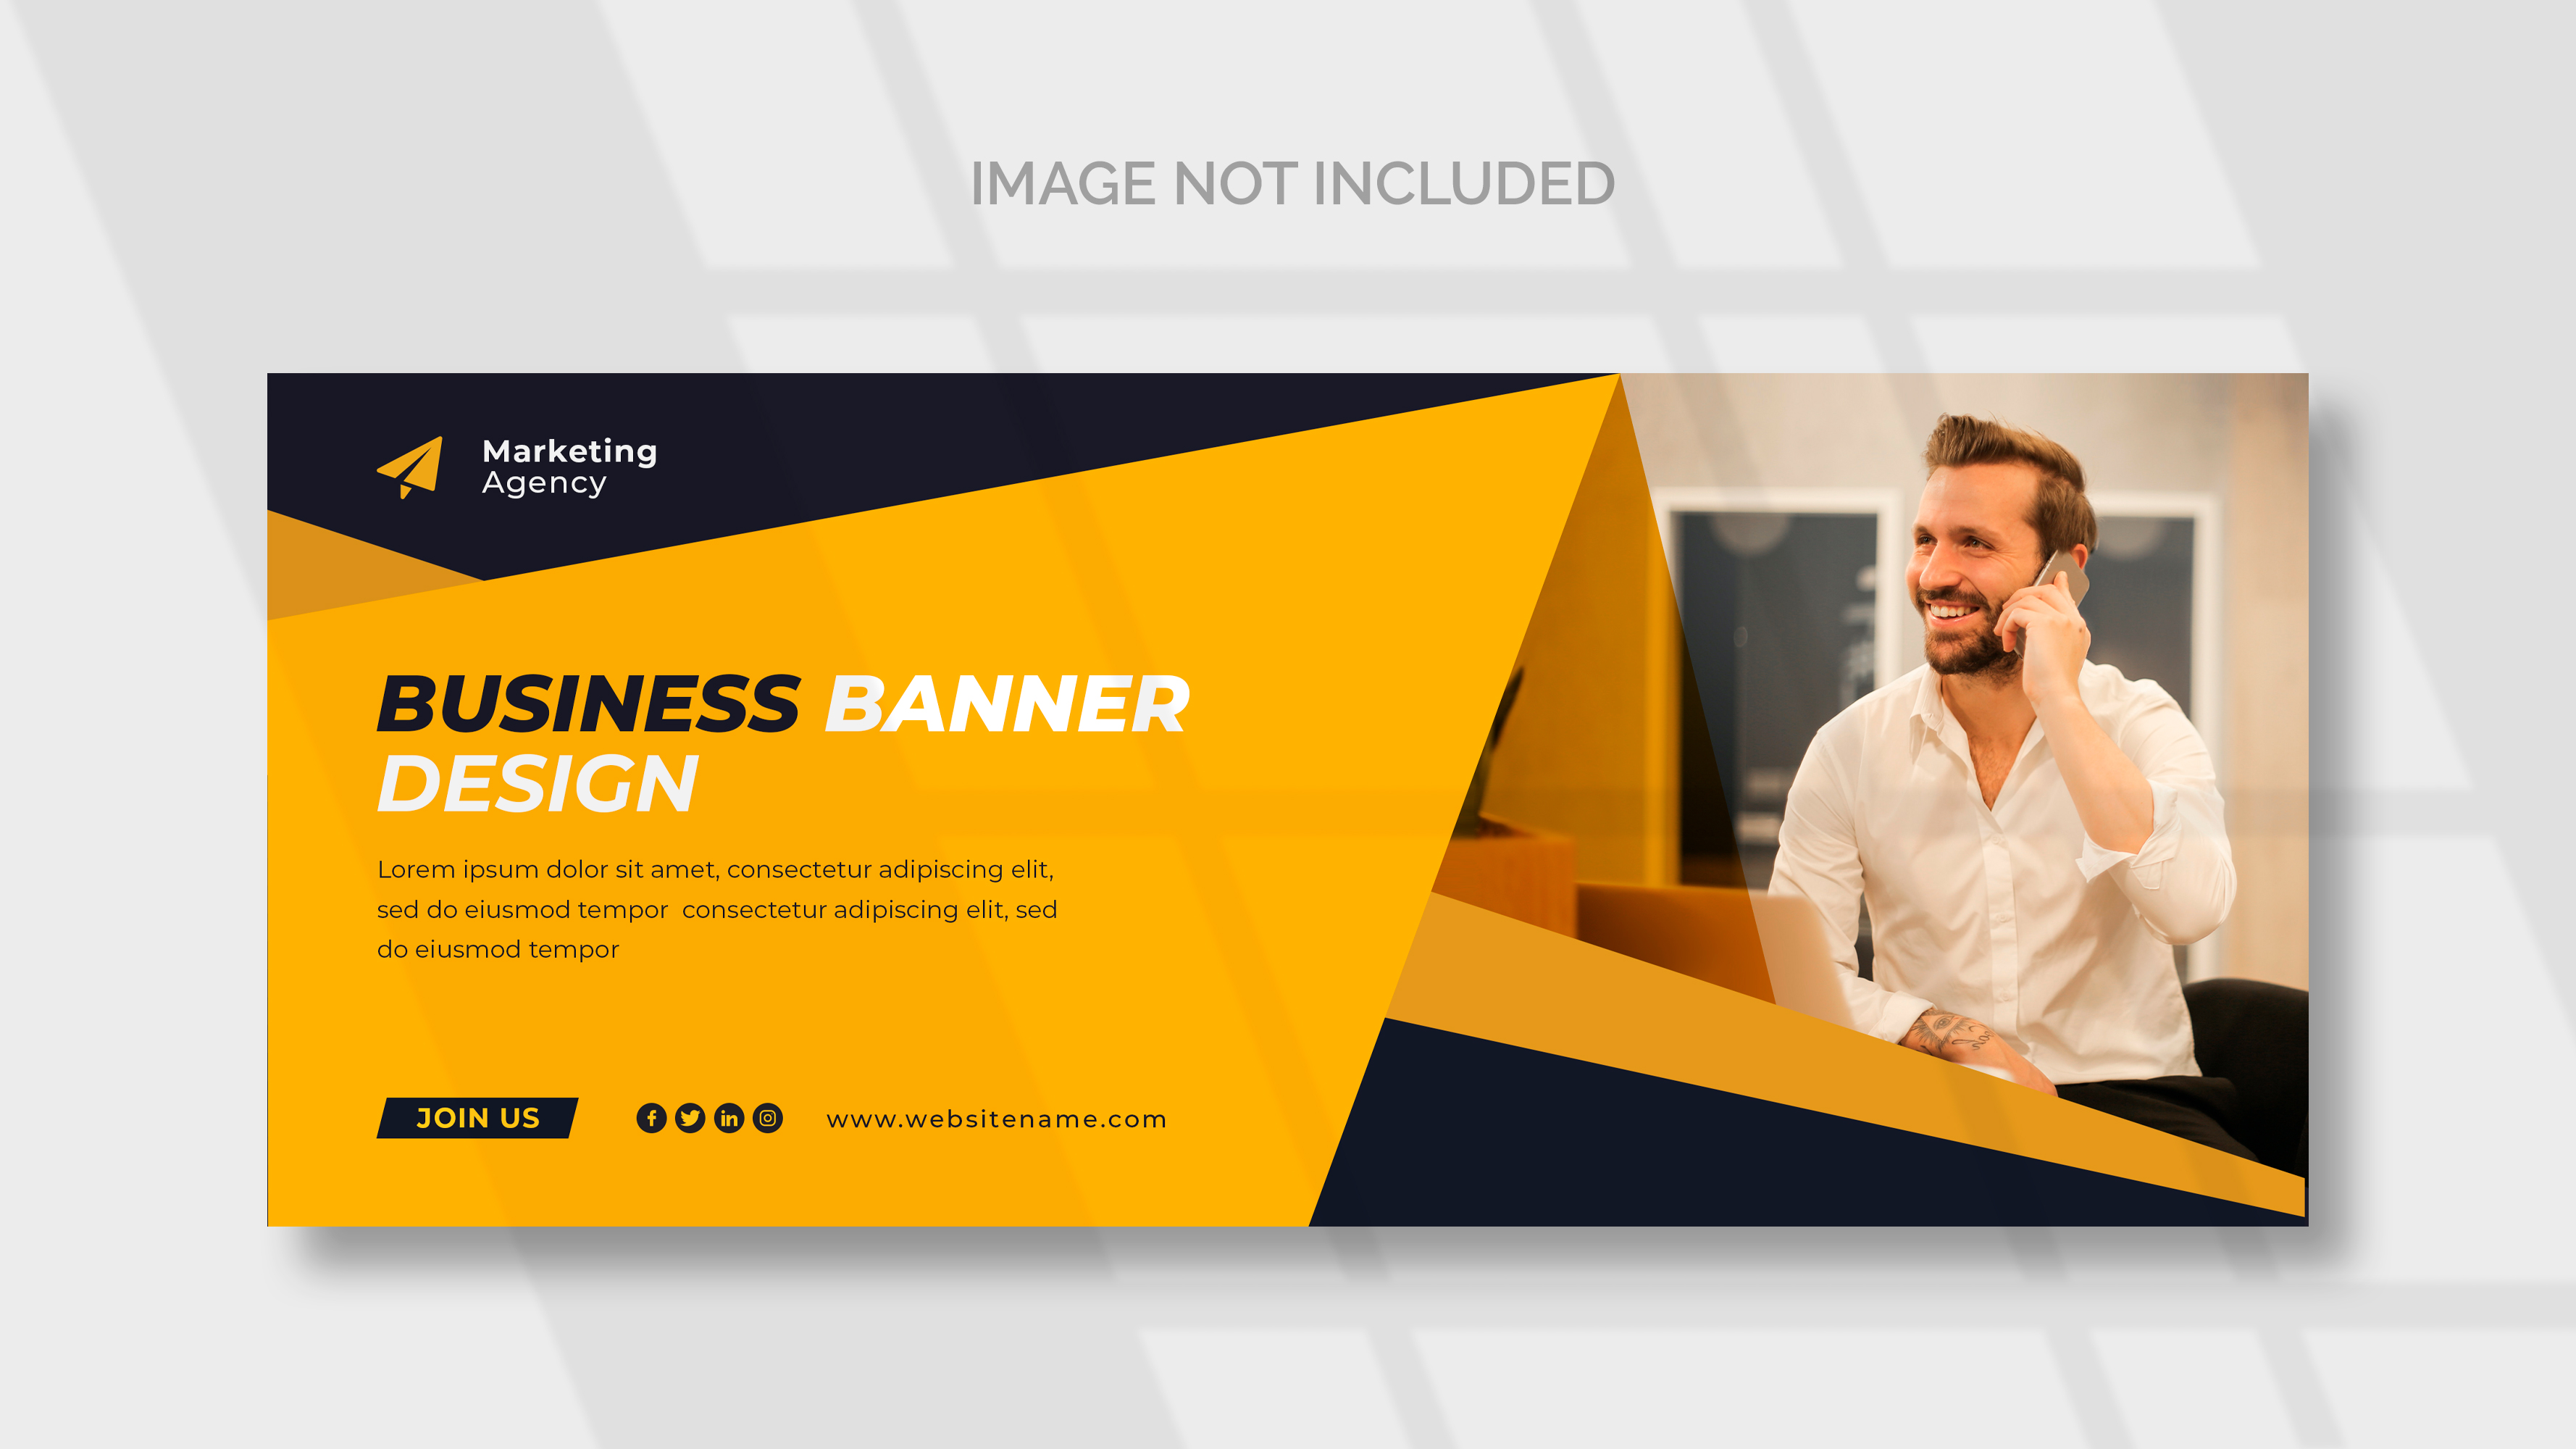 IMAGE NOT INCLUDED
Marketing
Agency
BUSINESS BANNER
DESIGN
Lorem ipsum dolor sit amet, consectetur adipiscing elit,
sed do eiusmod tempor  consectetur adipiscing elit, sed
do eiusmod tempor
JOIN US
www.websitename.com